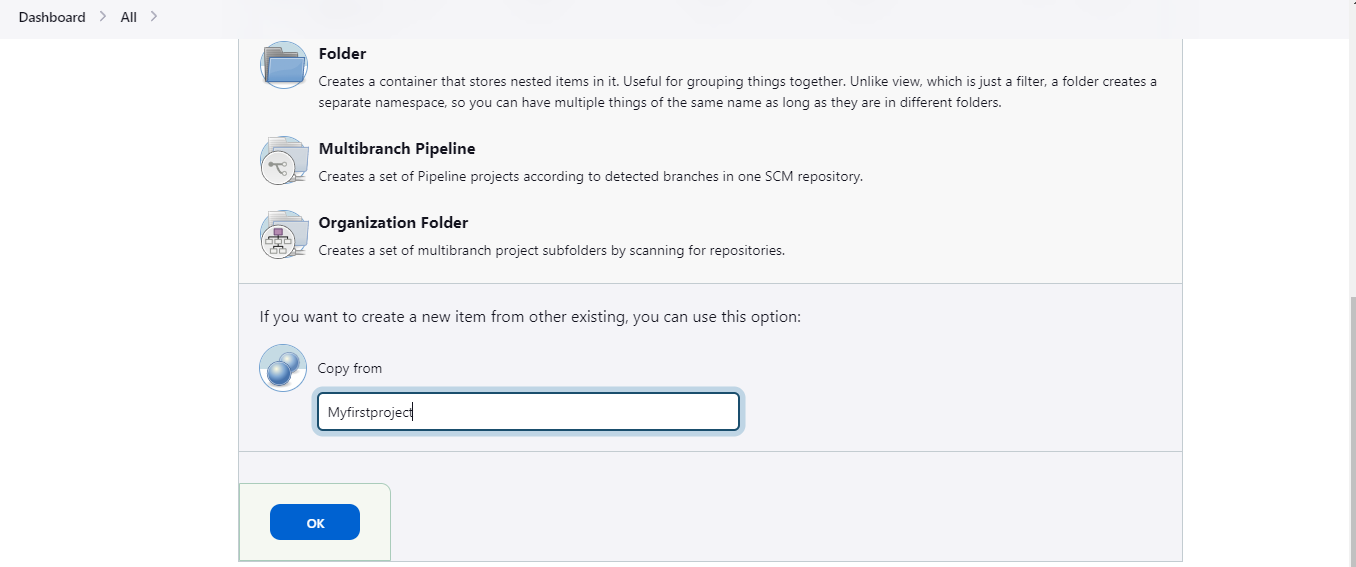 Dashboard
All
Folder
Creates a container that stores nested items in it. Useful for grouping things together. Unlike view, which is just a filter, a folder creates a
separate namespace, so you can have multiple things of the same name as long as they are in different folders.
Multibranch Pipeline
Creates a set of Pipeline projects according to detected branches in one SCM repository.
Organization Folder
Creates a set of multibranch project subfolders by scanning for repositories.
If you want to create a new item from other existing, you can use this option:
Copy from
Myfirstproject
OK